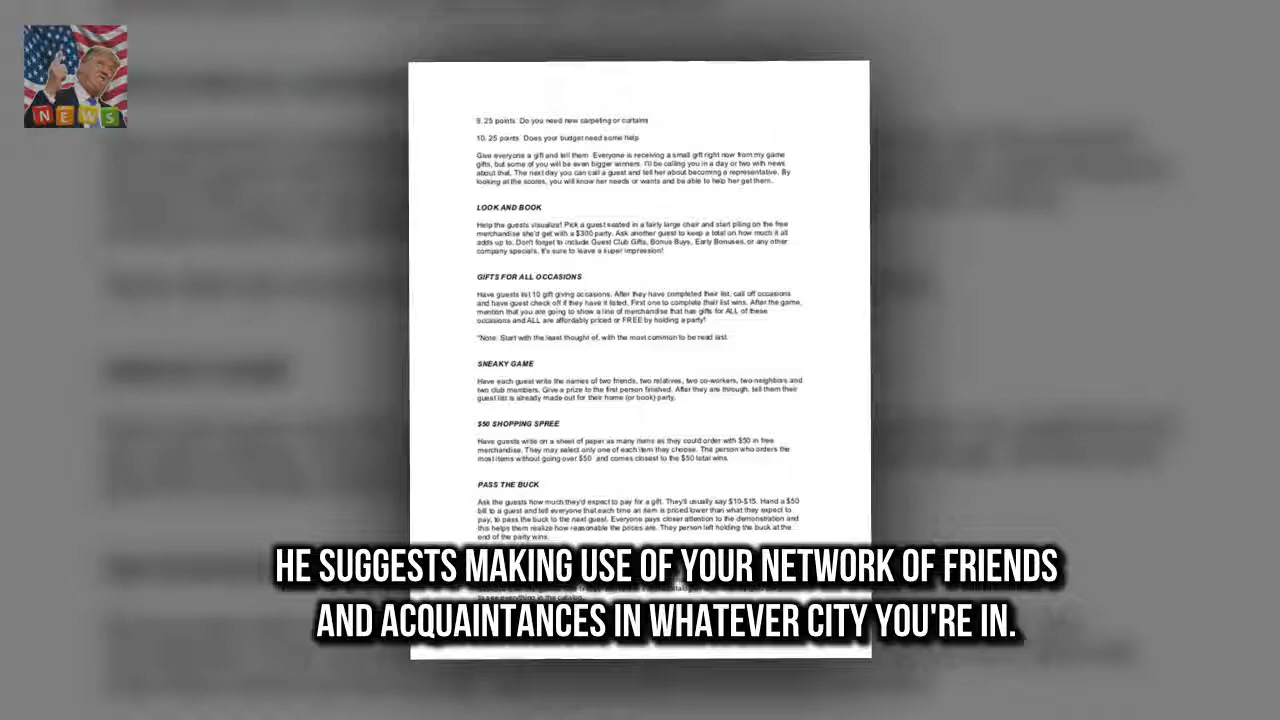 NEWS
9. 25 points Do you need new carpeting or curtains
10. 25 points Does your budget need some help
Give everyone a gift and tell them Everyone is receiving a small gift right now from my game
gifts, but some of you will be even bigger winners. I'll be calling you in a day or two with news
about that. The next day you can call a guest and tell her about becoming a representative. By
looking at the scores, you will know her needs or wants and be able to help her get them.
LOOK AND BOOK
Help the guests visualize! Pick a guest seated in a fairly large chair and start piling on the free
merchandise she'd get with a $300 party. Ask another guest to keep a total on how much it all
adds up to. Don't forget to include Guest Club Gifts, Bonus Buys, Early Bonuses, or any other
company specials. It's sure to leave a super impression!
GIFTS FOR ALL OCCASIONS
Have guests list 10 gift giving occasions. After they have completed their list, call off occasions
and have guest check off if they have it listed. First one to complete their list wins. After the game,
mention that you are going to show a line of merchandise that has gifts for ALL of these
occasions and ALL are affordably priced or FREE by holding a party!
*Note: Start with the least thought of, with the most common to be read last.
SNEAKY GAME
Have each guest write the names of two friends, two relatives, two co-workers, two neighbors and
two club members. Give a prize to the first person finished. After they are through, tell them their
guest list is already made out for their home (or book) party.
$50 SHOPPING SPREE
Have guests write on a sheet of paper as many items as they could order with $50 in free
merchandise. They may select only one of each item they choose. The person who orders the
most items without going over $50 and comes closest to the $50 total wins.
PASS THE BUCK
Ask the guests how much they'd expect to pay for a gift. They'll usually say $10-$15. Hand a $50
bill to a guest and tell everyone that each time an item is priced lower than what they expect to
pay, to pass the buck to the next guest. Everyone pays closer attention to the demonstration and
this helps them realize how reasonable the prices are. They person left holding the buck at the
end of the party wins.
HE SUGGESTS MAKING USE OF YOUR NETWORK OF FRIENDS
to see everything in the catalog.
AND ACQUAINTANCES IN WHATEVER CITY YOU'RE IN.